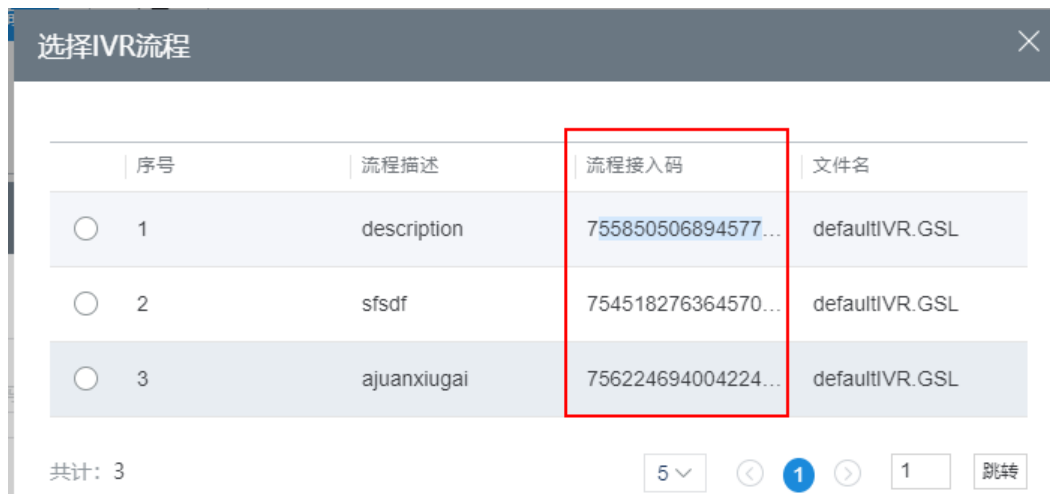 选择IVR流程
序号 流程描述 流程接入码 文件名
1 description 755850506894577... defaultIVR.GSL
2 sfsdf 754518276364570... defaultIVR.GSL
3 ajuanxiugai 756224694004224... defaultIVR.GSL
共计: 3 5 1 1 跳转